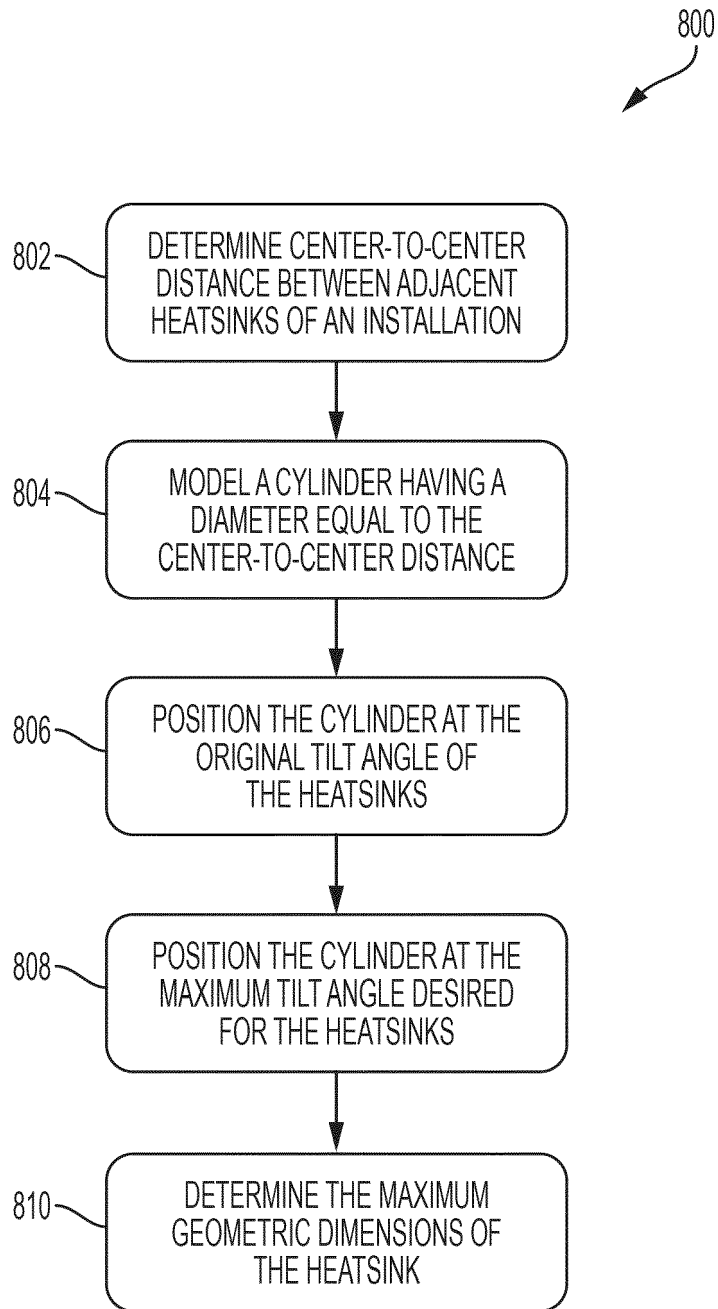 800
802
DETERMINE CENTER-TO-CENTER
DISTANCE BETWEEN ADJACENT
HEATSINKS OF AN INSTALLATION
804
MODEL A CYLINDER HAVING A
DIAMETER EQUAL TO THE
CENTER-TO-CENTER DISTANCE
806
POSITION THE CYLINDER AT THE
ORIGINAL TILT ANGLE OF
THE HEATSINKS
808
POSITION THE CYLINDER AT THE
MAXIMUM TILT ANGLE DESIRED
FOR THE HEATSINKS
810
DETERMINE THE MAXIMUM
GEOMETRIC DIMENSIONS OF
THE HEATSINK